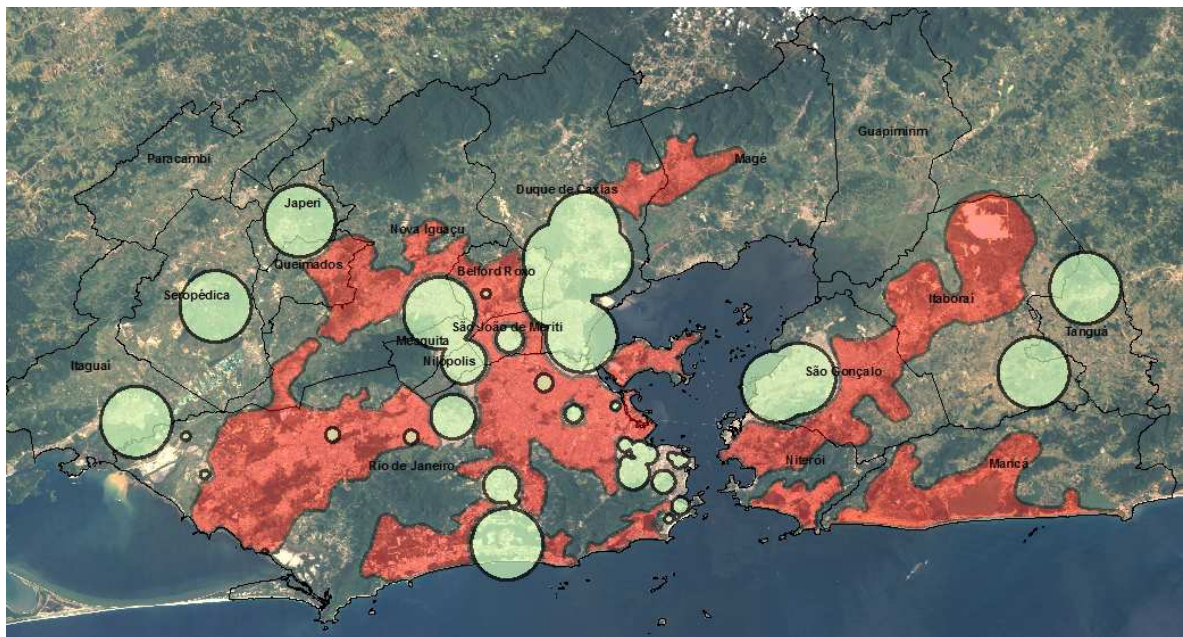 Guapimirim
Paracambi
Magé
Duque de Caxias
Japeri
Nova Iguaçu
Queimados
Belford Roxo
Seropédica
Itaboraí
São João de Meriti
Tanguá
Mesquita
Nilópolis
Itaguaí
São Gonçalo
Niterói
Rio de Janeiro
Maricá